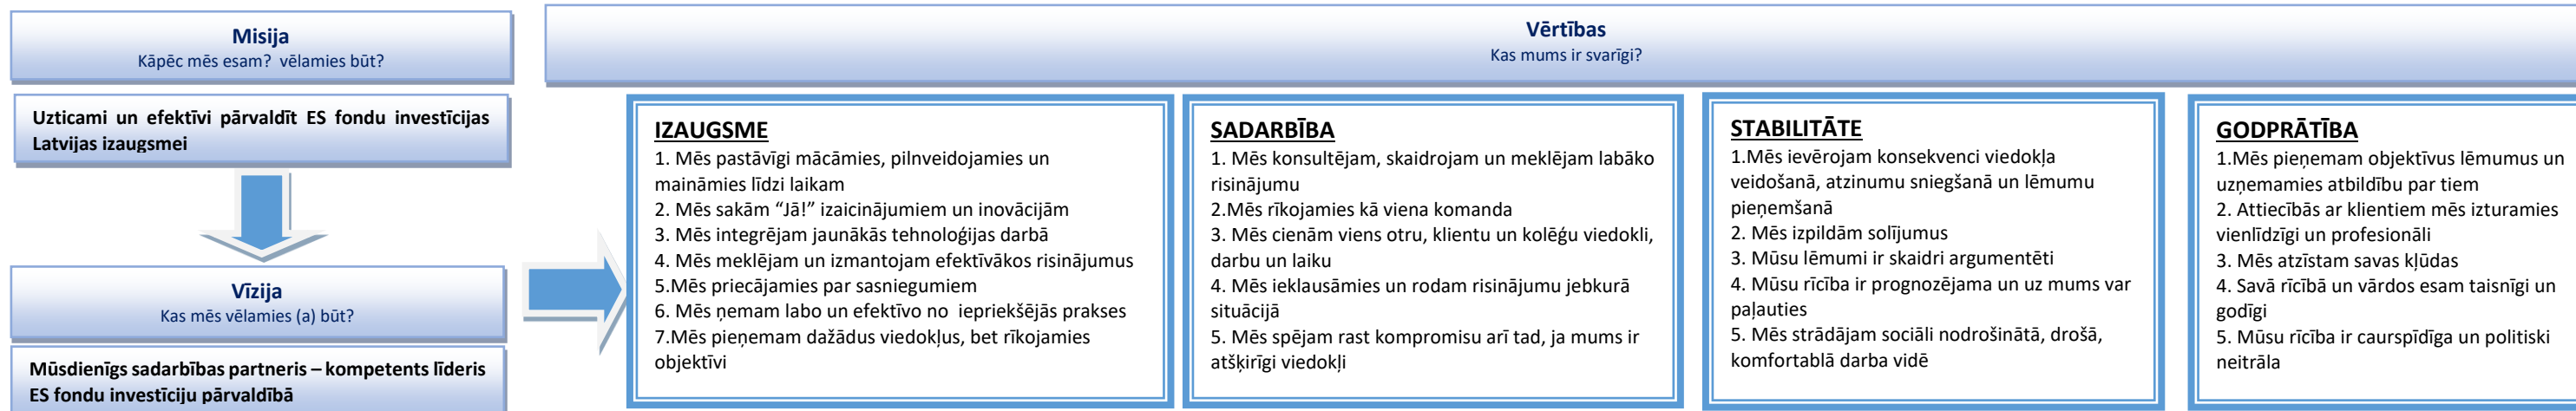 Misija
Kāpēc mēs esam?  vēlamies būt?
Uzticami un efektīvi pārvaldīt ES fondu investīcijas
Latvijas izaugsmei
Vīzija
Kas mēs vēlamies (a) būt?
Mūsdienīgs sadarbības partneris – kompetents līderis
ES fondu investīciju pārvaldībā
Vērtības
Kas mums ir svarīgi?
IZAUGSME
1. Mēs pastāvīgi mācāmies, pilnveidojamies un
maināmies līdzi laikam
2. Mēs sakām “Jā!” izaicinājumiem un inovācijām
3. Mēs integrējam jaunākās tehnoloģijas darbā
4. Mēs meklējam un izmantojam efektīvākos risinājumus
5.Mēs priecājamies par sasniegumiem
6. Mēs ņemam labo un efektīvo no  iepriekšējās prakses
7.Mēs pieņemam dažādus viedokļus, bet rīkojamies
objektīvi
SADARBĪBA
1. Mēs konsultējam, skaidrojam un meklējam labāko
risinājumu
2.Mēs rīkojamies kā viena komanda
3. Mēs cienām viens otru, klientu un kolēģu viedokli,
darbu un laiku
4. Mēs ieklausāmies un rodam risinājumu jebkurā
situācijā
5. Mēs spējam rast kompromisu arī tad, ja mums ir
atšķirīgi viedokļi
STABILITĀTE
1.Mēs ievērojam konsekvenci viedokļa
veidošanā, atzinumu sniegšanā un lēmumu
pieņemšanā
2. Mēs izpildām solījumus
3. Mūsu lēmumi ir skaidri argumentēti
4. Mūsu rīcība ir prognozējama un uz mums var
paļauties
5. Mēs strādājam sociāli nodrošinātā, drošā,
komfortablā darba vidē
GODPRĀTĪBA
1.Mēs pieņemam objektīvus lēmumus un
uzņemamies atbildību par tiem
2. Attiecībās ar klientiem mēs izturamies
vienlīdzīgi un profesionāli
3. Mēs atzīstam savas kļūdas
4. Savā rīcībā un vārdos esam taisnīgi un
godīgi
5. Mūsu rīcība ir caurspīdīga un politiski
neitrāla